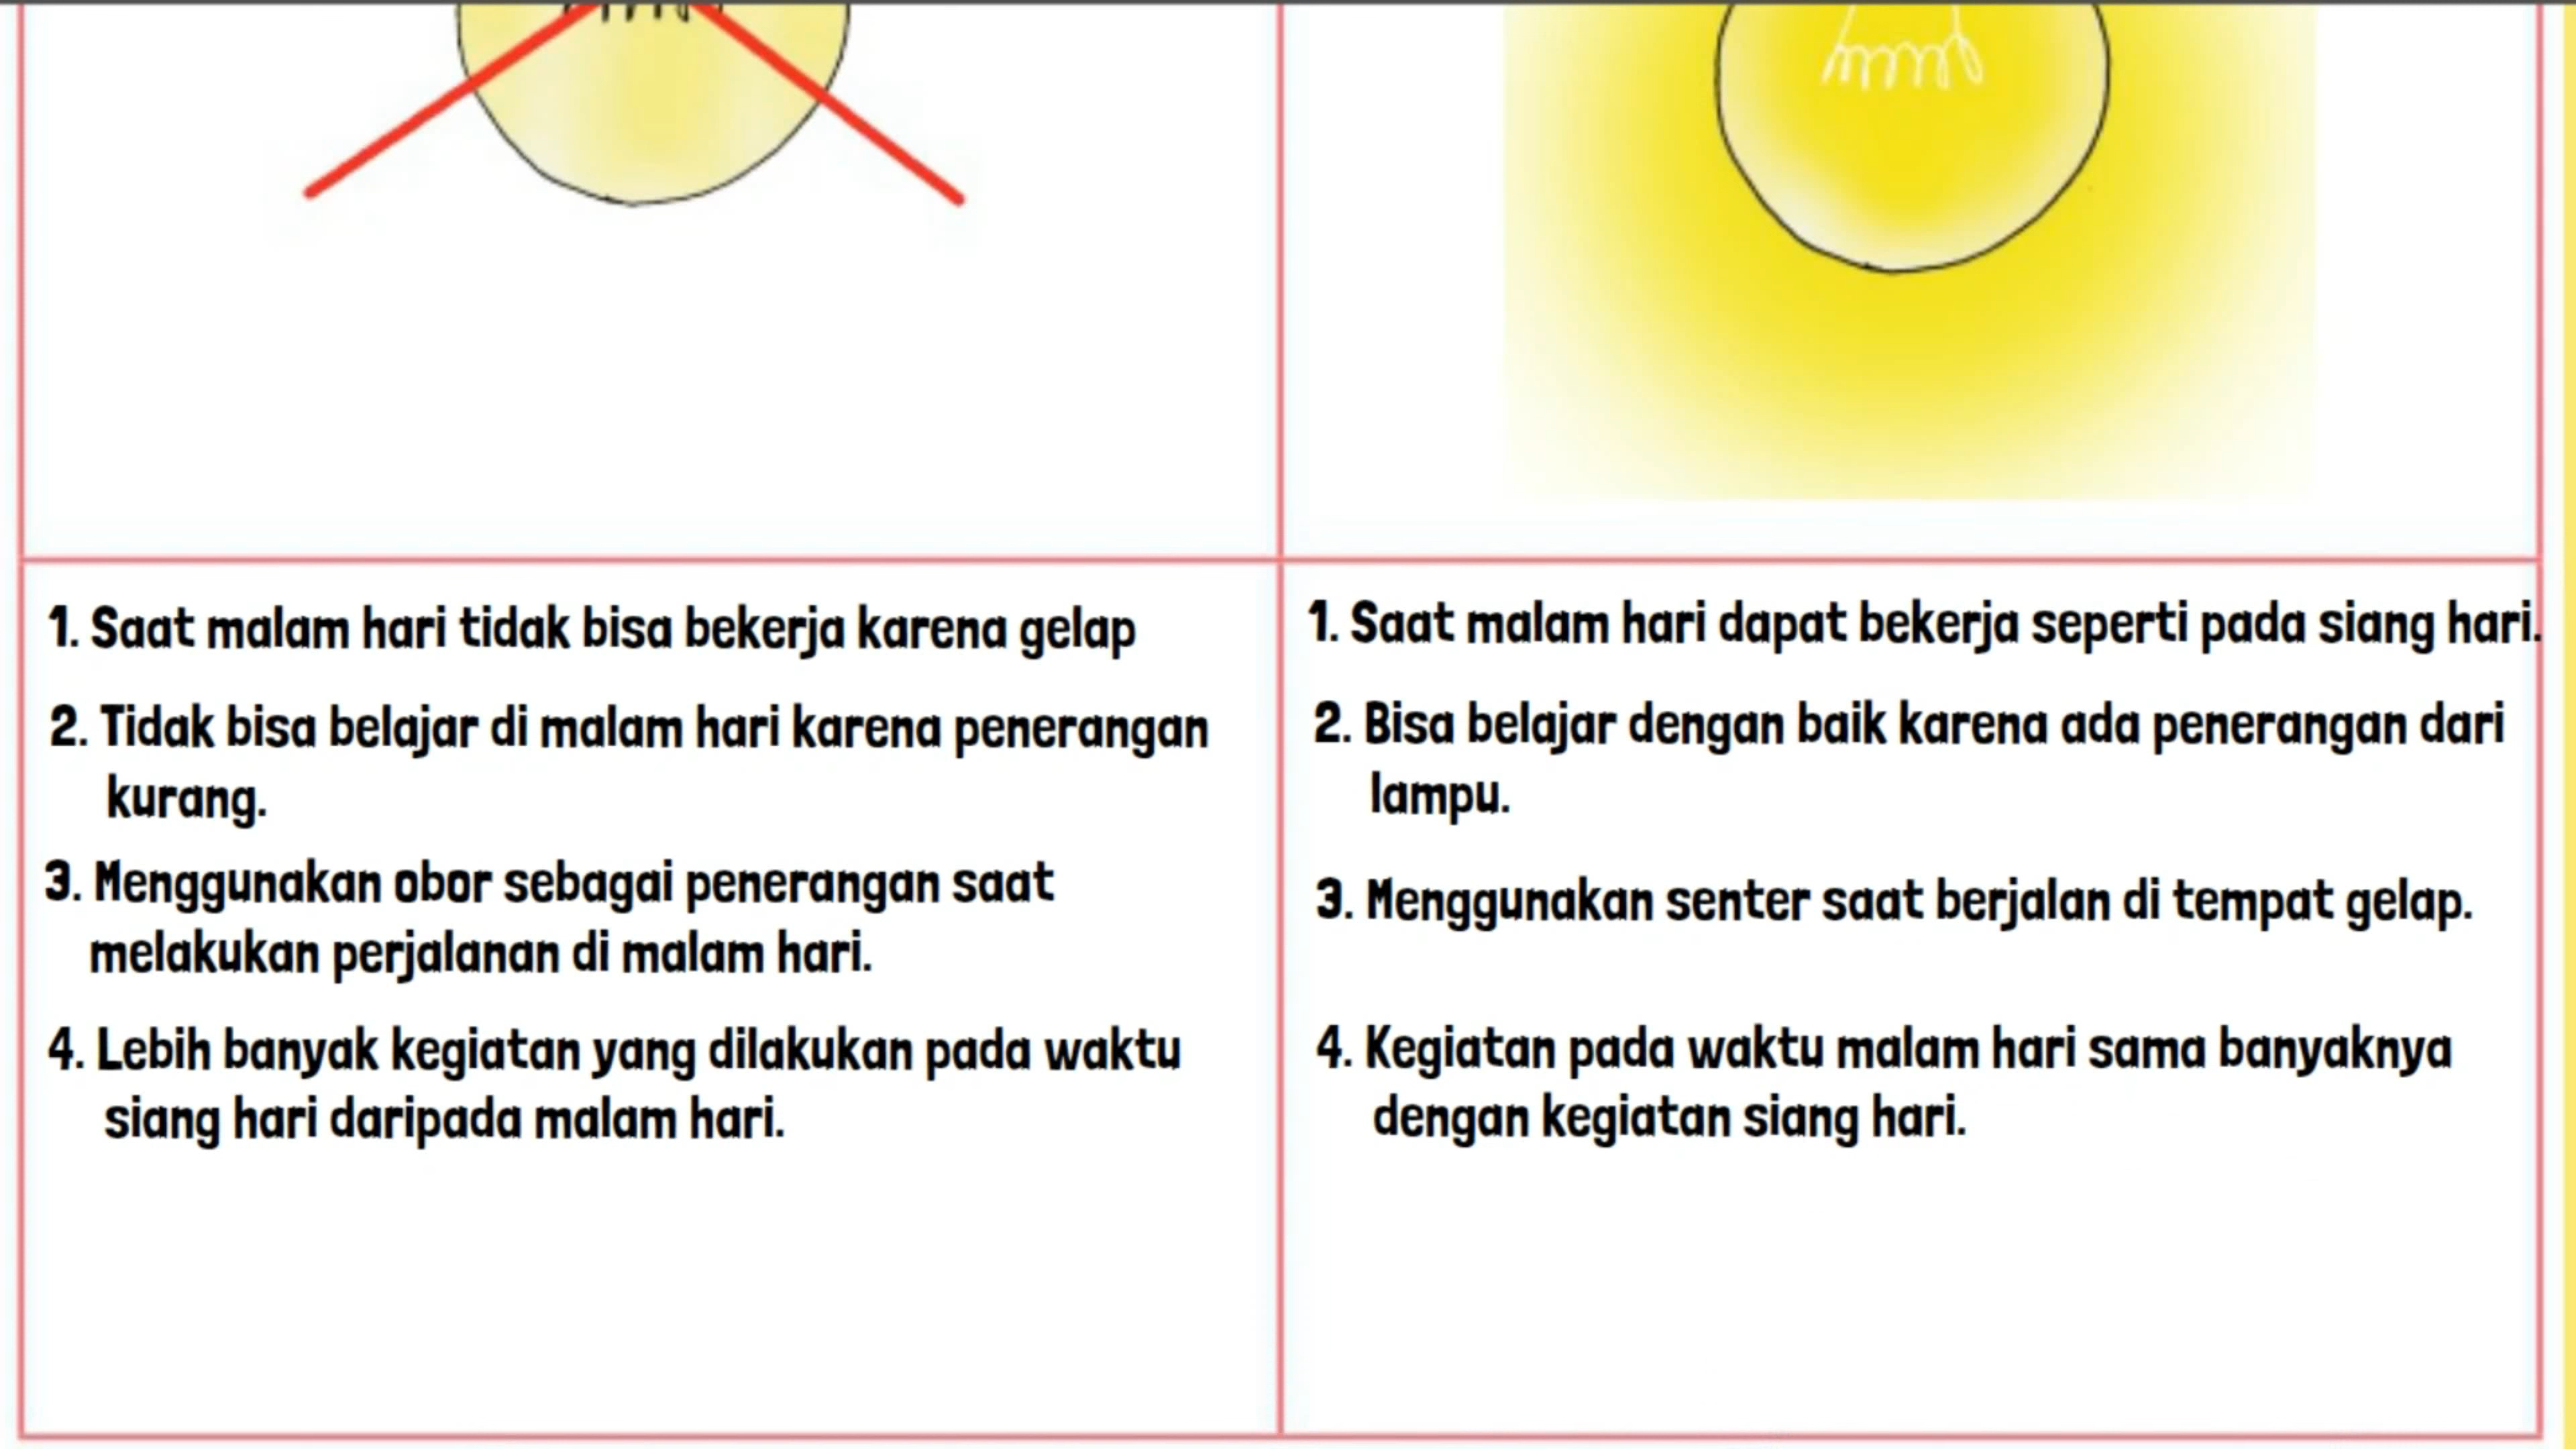 1. Saat malam hari tidak bisa bekerja karena gelap
2. Tidak bisa belajar di malam hari karena penerangan
kurang.
3. Menggunakan obor sebagai penerangan saat
melakukan perjalanan di malam hari.
4. Lebih banyak kegiatan yang dilakukan pada waktu
siang hari daripada malam hari.
1. Saat malam hari dapat bekerja seperti pada siang hari.
2. Bisa belajar dengan baik karena ada penerangan dari
lampu.
3. Menggunakan senter saat berjalan di tempat gelap.
4. Kegiatan pada waktu malam hari sama banyaknya
dengan kegiatan siang hari.